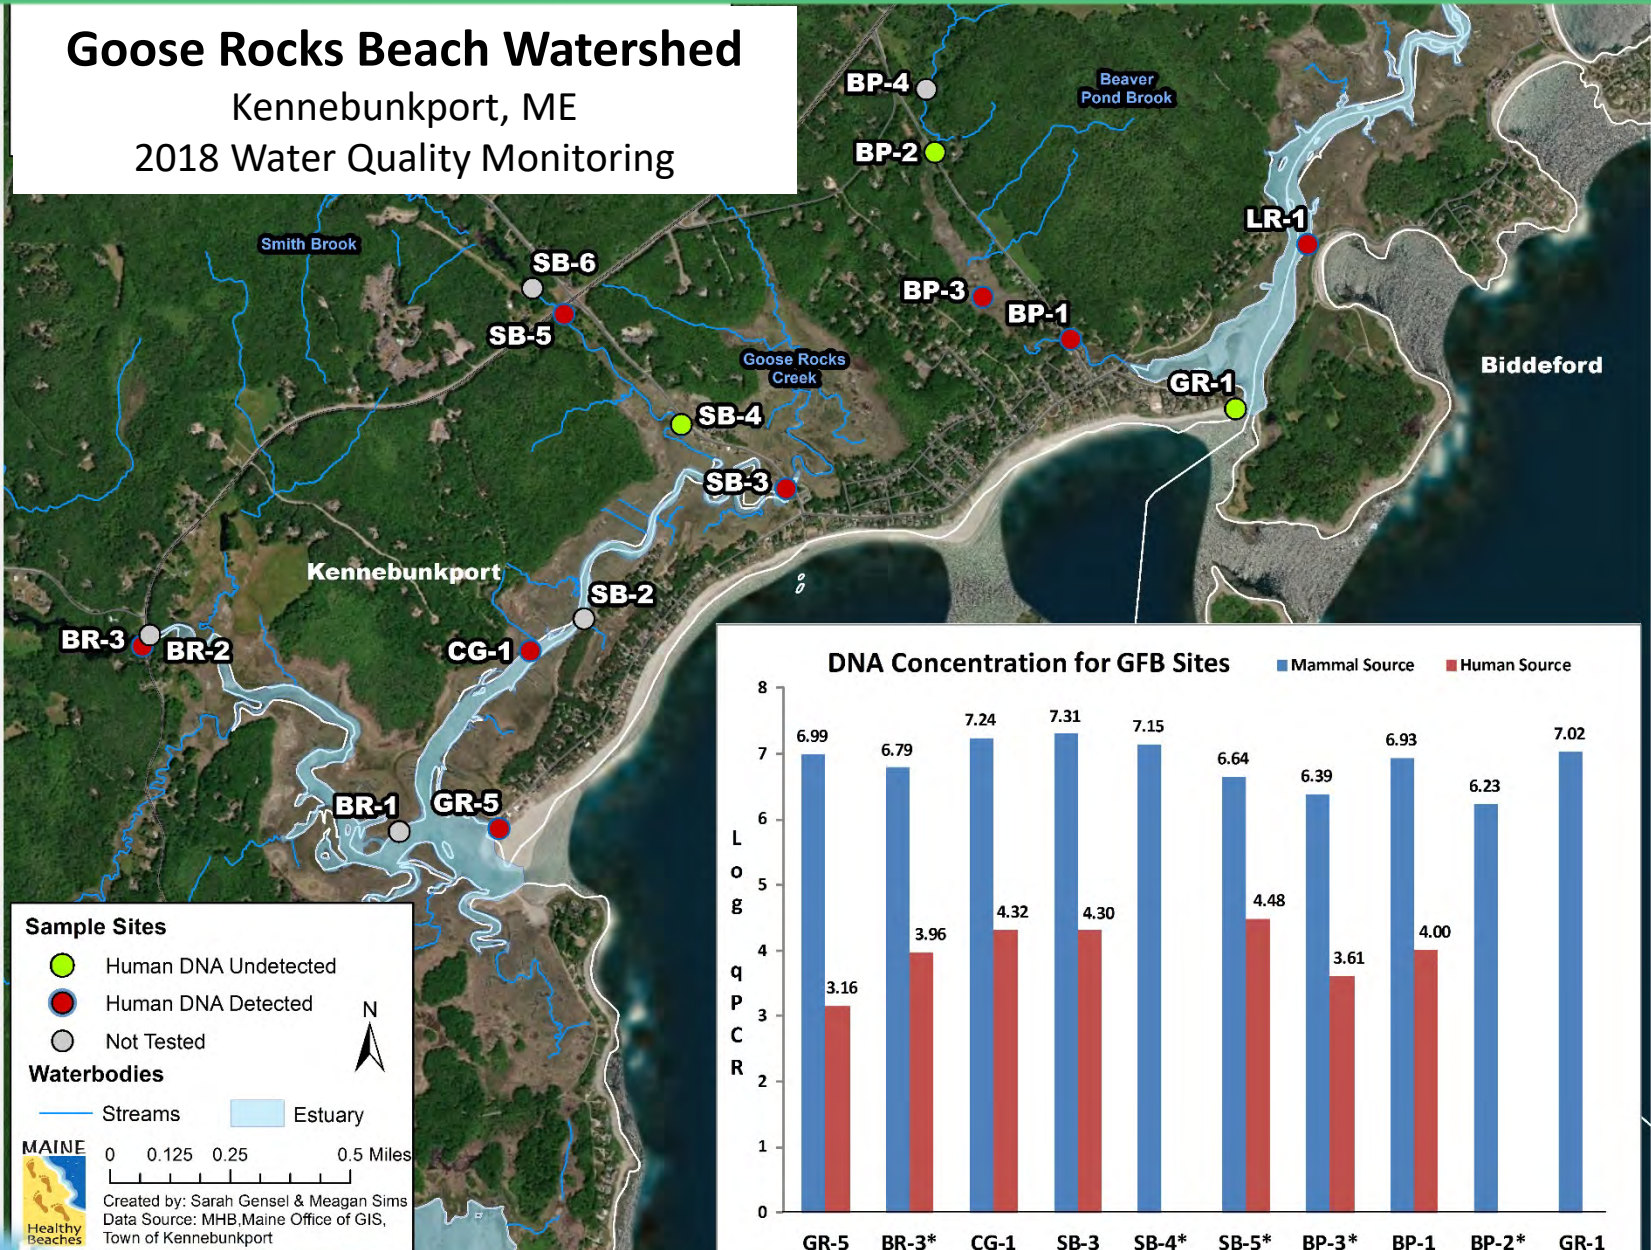 Goose Rocks Beach Watershed
Kennebunkport, ME
2018 Water Quality Monitoring
BP-4
Beaver
Pond Brook
BP-2
LR-1
Smith Brook
SB-6
BP-3
BP-1
SB-5
Goose Rocks
Creek
Biddeford
GR-1
SB-4
SB-3
Kennebunkport
SB-2
BR-3
BR-2
CG-1
BR-1
GR-5
Sample Sites
Human DNA Undetected
Human DNA Detected
Not Tested
N
Waterbodies
Streams
Estuary
MAINE
Healthy
Beaches
0 0.125 0.25 0.5 Miles
Created by: Sarah Gensel & Meagan Sims
Data Source: MHB,Maine Office of GIS,
Town of Kennebunkport
DNA Concentration for GFB Sites
Mammal Source
Human Source
Log qPCR
8
7
6
5
4
3
2
1
0
6.99
3.16
6.79
3.96
7.24
4.32
7.31
4.30
7.15
6.64
4.48
6.39
3.61
6.93
4.00
6.23
7.02
GR-5 BR-3* CG-1 SB-3 SB-4* SB-5* BP-3* BP-1 BP-2* GR-1